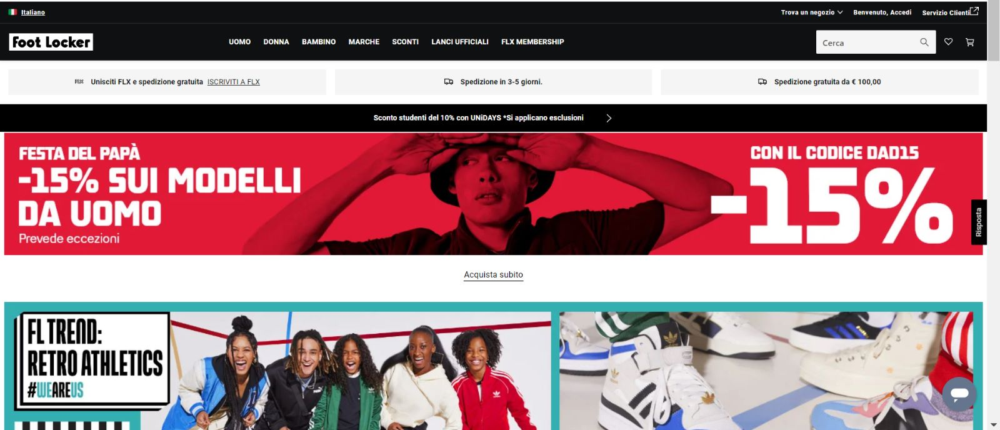 Italiano
Trova un negozio
Benvenuto, Accedi
Servizio Clienti
Foot Locker
UOMO
DONNA
BAMBINO
MARCHE
SCONTI
LANCI UFFICIALI
FLX MEMBERSHIP
Cerca
FLX Unisciti FLX e spedizione gratuita ISCRIVITI A FLX
Spedizione in 3-5 giorni.
Spedizione gratuita da € 100,00
Sconto studenti del 10% con UNiDAYS *Si applicano esclusioni
FESTA DEL PAPÀ
-15% SUI MODELLI
DA UOMO
Prevede eccezioni
CON IL CODICE DAD15
-15%
Risposta
Acquista subito
FL TREND:
RETRO ATHLETICS
#WEAREUS